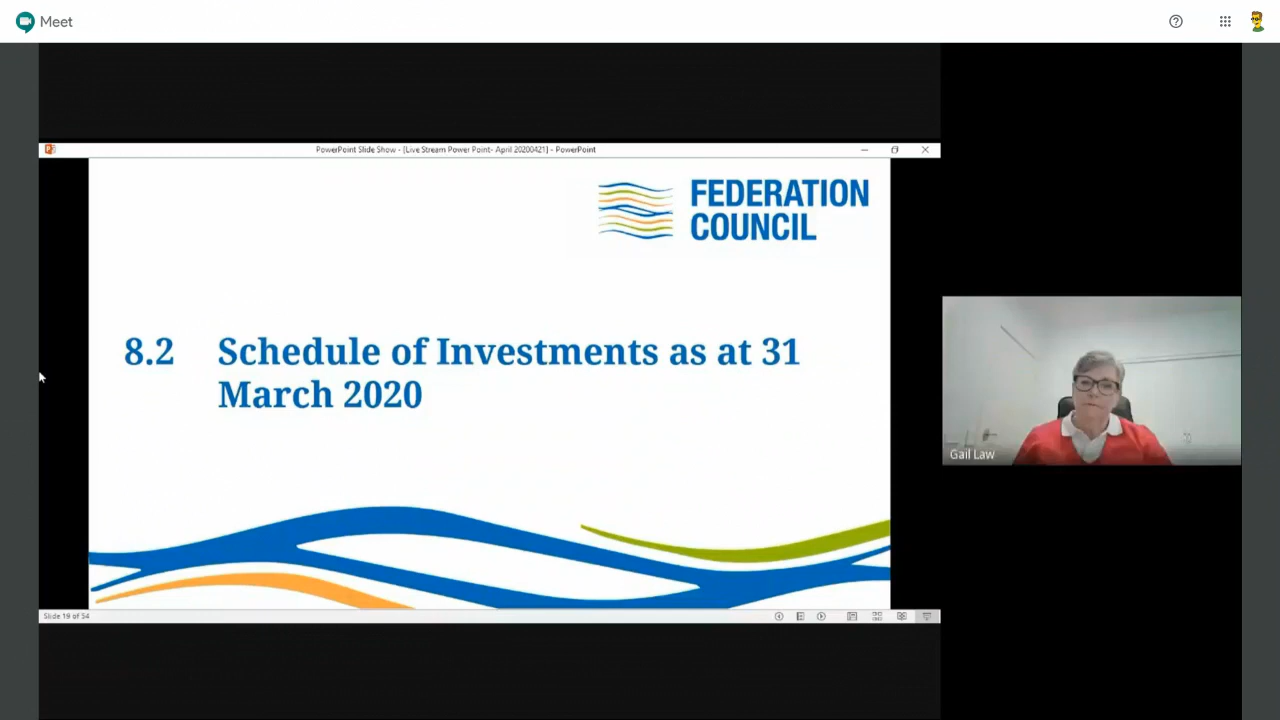 Meet
PowerPoint Slide Show - [Live Stream Power Point- April 20200421] - PowerPoint
FEDERATION
COUNCIL
8.2 Schedule of Investments as at 31
March 2020
Gail Law
Slide 19 of 54